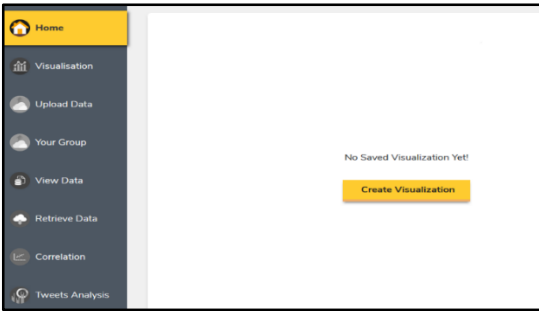 Home
Visualisation
Upload Data
Your Group
View Data
Retrieve Data
Correlation
Tweets Analysis
No Saved Visualization Yet!
Create Visualization